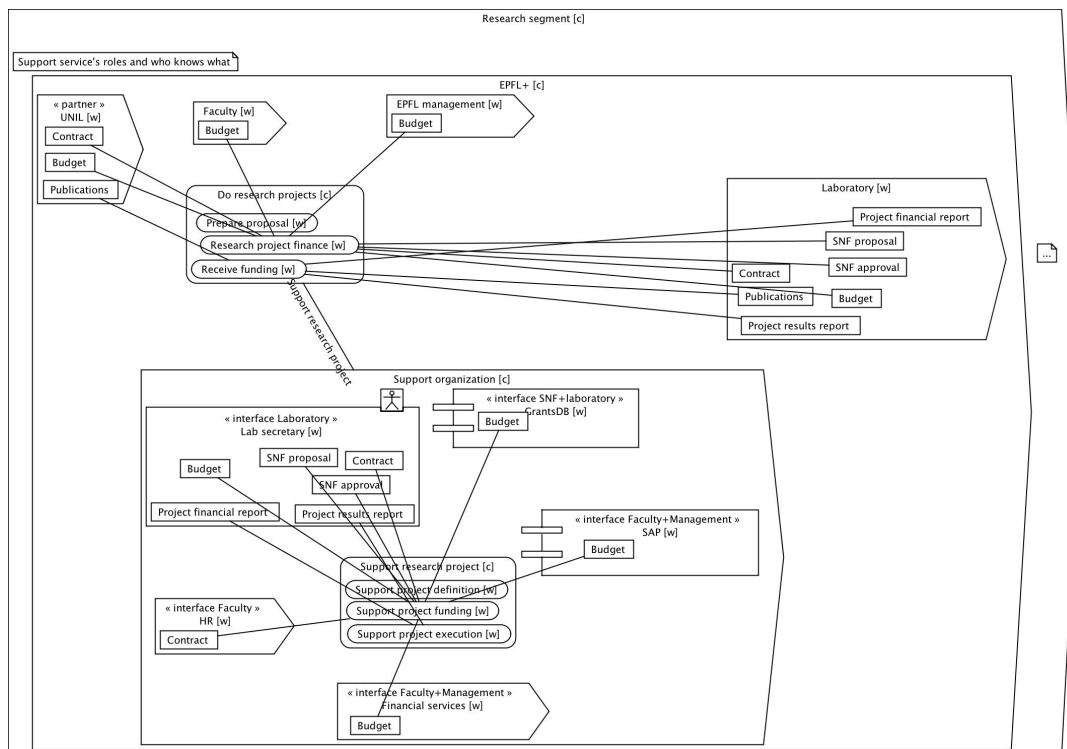 Research segment [c]
Support service's roles and who knows what
EPFL+ [c]
« partner »
UNIL [w]
Contract
Budget
Publications
Faculty [w]
Budget
EPFL management [w]
Budget
Do research projects [c]
Prepare proposal [w]
Research project finance [w]
Receive funding [w]
Laboratory [w]
Project financial report
SNF proposal
SNF approval
Contract
Publications
Budget
Project results report
...
Support research project
Support organization [c]
« interface Laboratory »
Lab secretary [w]
SNF proposal
Contract
Budget
SNF approval
Project financial report
Project results report
« interface SNF+laboratory »
GrantsDB [w]
Budget
« interface Faculty+Management »
SAP [w]
Budget
Support research project [c]
Support project definition [w]
Support project funding [w]
Support project execution [w]
« interface Faculty »
HR [w]
Contract
« interface Faculty+Management »
Financial services [w]
Budget